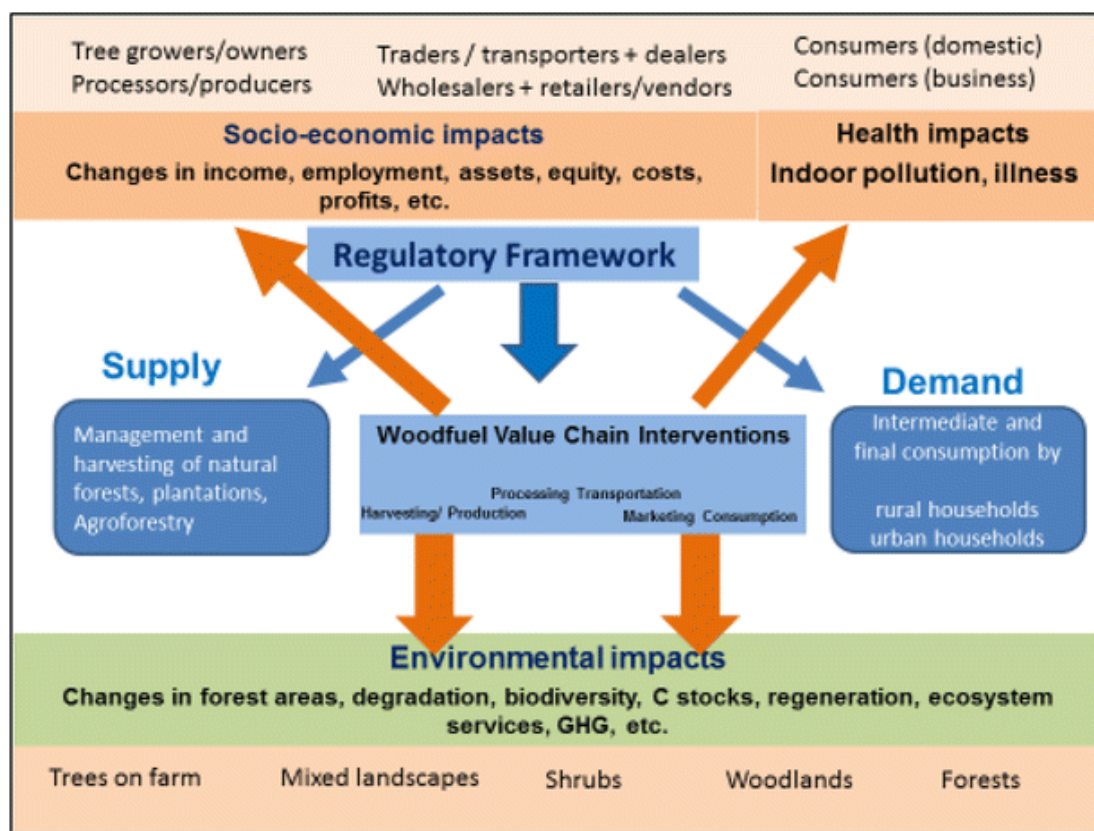 Tree growers/owners
Processors/producers
Traders / transporters + dealers
Wholesalers + retailers/vendors
Consumers (domestic)
Consumers (business)
Socio-economic impacts
Changes in income, employment, assets, equity, costs,
profits, etc.
Health impacts
Indoor pollution, illness
Regulatory Framework
Supply
Management and
harvesting of natural
forests, plantations,
Agroforestry
Woodfuel Value Chain Interventions
Processing Transportation
Harvesting/ Production
Marketing Consumption
Demand
Intermediate and
final consumption by
rural households
urban households
Environmental impacts
Changes in forest areas, degradation, biodiversity, C stocks, regeneration, ecosystem
services, GHG, etc.
Trees on farm
Mixed landscapes
Shrubs
Woodlands
Forests